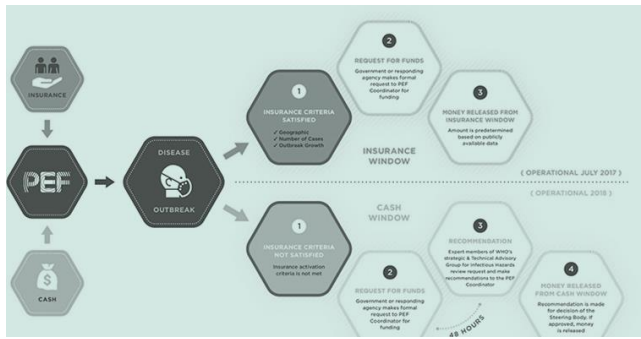 INSURANCE
PEF
CASH
DISEASE
OUTBREAK
1
INSURANCE CRITERIA
SATISFIED
✓ Geographic
✓ Number of Cases
✓ Outbreak Growth
2
REQUEST FOR FUNDS
Government or responding
agency makes formal
request to PEF
Coordinator for
funding
3
MONEY RELEASED FROM
INSURANCE WINDOW
Amount is predetermined
based on publicly
available data
INSURANCE
WINDOW
( OPERATIONAL JULY 2017 )
( OPERATIONAL 2018 )
CASH
WINDOW
1
INSURANCE CRITERIA
NOT SATISFIED
Insurance activation
criteria is not met
2
REQUEST FOR FUNDS
Government or responding
agency makes formal
request to PEF
Coordinator for
funding
48 HOURS
3
RECOMMENDATION
Expert members of WHO's
strategic & Technical Advisory
Group for Infectious Hazards
review request and make
recommendations to the PEF
Coordinator
4
MONEY RELEASED
FROM CASH WINDOW
Recommendation is made
for decision of the
Steering Body: if
approved, money
is released